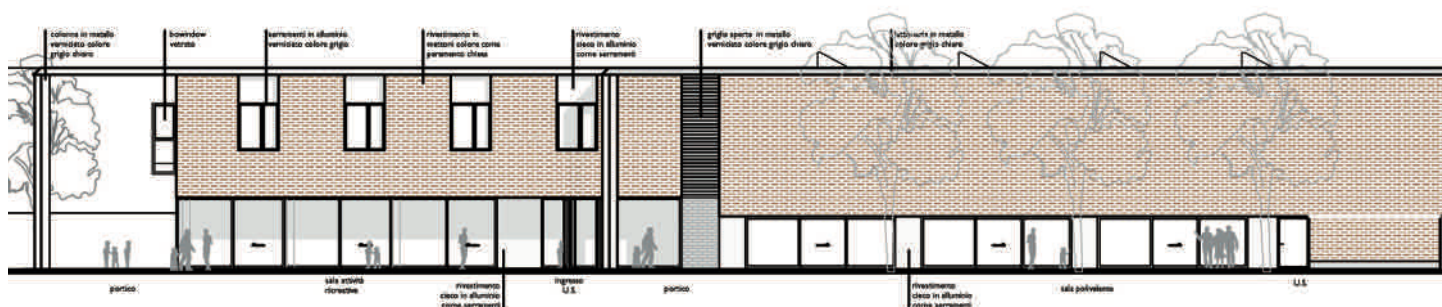 colonna in metallo
verniciato colore
grigio chiaro
bowindow
vetrato
serramenti in alluminio
verniciato colore grigio
rivestimento in
mattoni colore come
paramento chiesa
rivestimento
cieco in alluminio
come serramenti
griglia aperta in metallo
verniciato colore grigio chiaro
in metallo
colore grigio chiaro
portico
sala attività
ricreative
rivestimento
cieco in alluminio
come serramenti
ingresso
U.S.
portico
rivestimento
cieco in alluminio
come serramenti
sala polivalente
U.S.